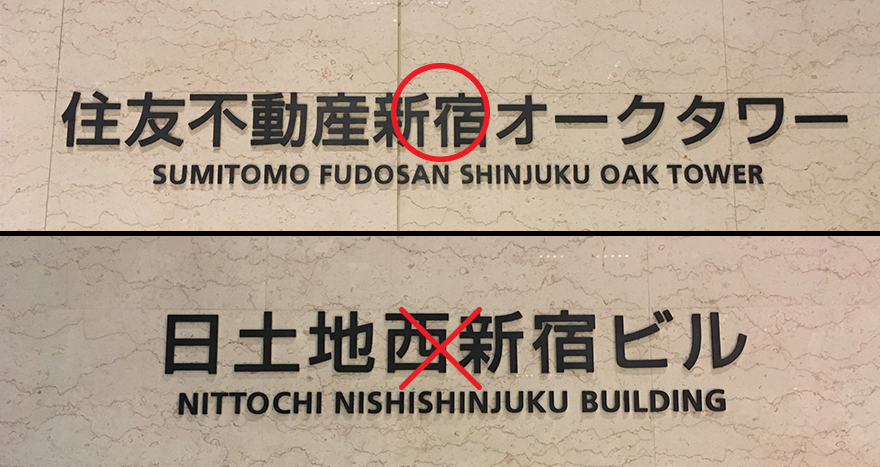 住友不動産新宿オークタワー
SUMITOMO FUDOSAN SHINJUKU OAK TOWER
日土地西新宿ビル
NITTOCHI NISHISHINJUKU BUILDING